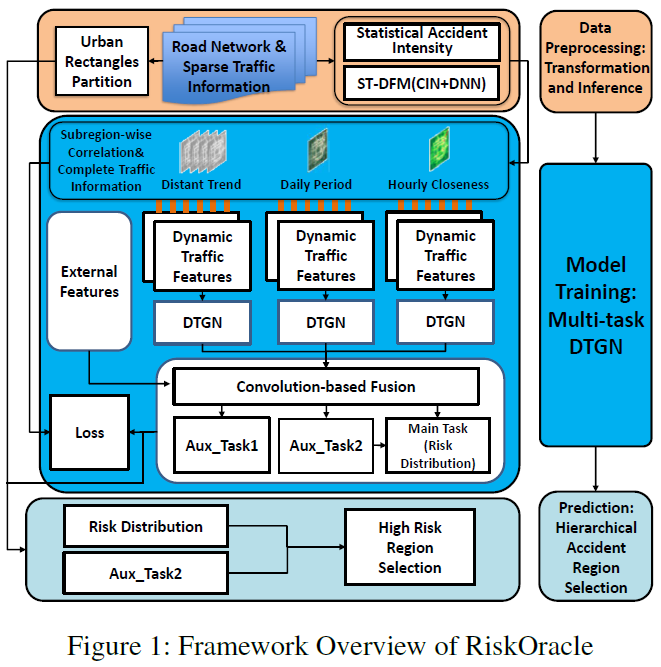 Urban
Rectangles
Partition
Road Network &
Sparse Traffic
Information
Statistical Accident
Intensity
ST-DFM(CIN+DNN)
Data
Preprocessing:
Transformation
and Inference
Subregion-wise
Correlation&
Complete Traffic
Information
Distant Trend
Daily Period
Hourly Closeness
External
Features
Dynamic
Traffic
Features
Dynamic
Traffic
Features
Dynamic
Traffic
Features
DTGN
DTGN
DTGN
Convolution-based Fusion
Loss
Aux_Task1
Aux_Task2
Main Task
(Risk
Distribution)
Model
Training:
Multi-task
DTGN
Risk Distribution
Aux_Task2
High Risk
Region
Selection
Prediction:
Hierarchical
Accident
Region
Selection
Figure 1: Framework Overview of RiskOracle